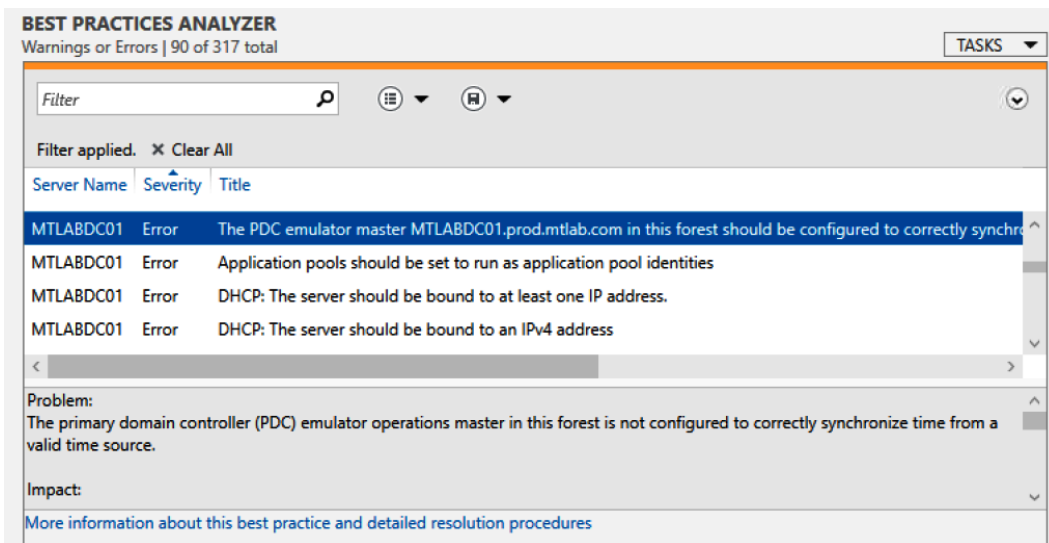 BEST PRACTICES ANALYZER
Warnings or Errors | 90 of 317 total
TASKS
Filter
Filter applied. × Clear All
Server Name Severity Title
MTLABDC01 Error The PDC emulator master MTLABDC01.prod.mtlab.com in this forest should be configured to correctly synchro
MTLABDC01 Error Application pools should be set to run as application pool identities
MTLABDC01 Error DHCP: The server should be bound to at least one IP address.
MTLABDC01 Error DHCP: The server should be bound to an IPv4 address
Problem:
The primary domain controller (PDC) emulator operations master in this forest is not configured to correctly synchronize time from a
valid time source.
Impact:
More information about this best practice and detailed resolution procedures